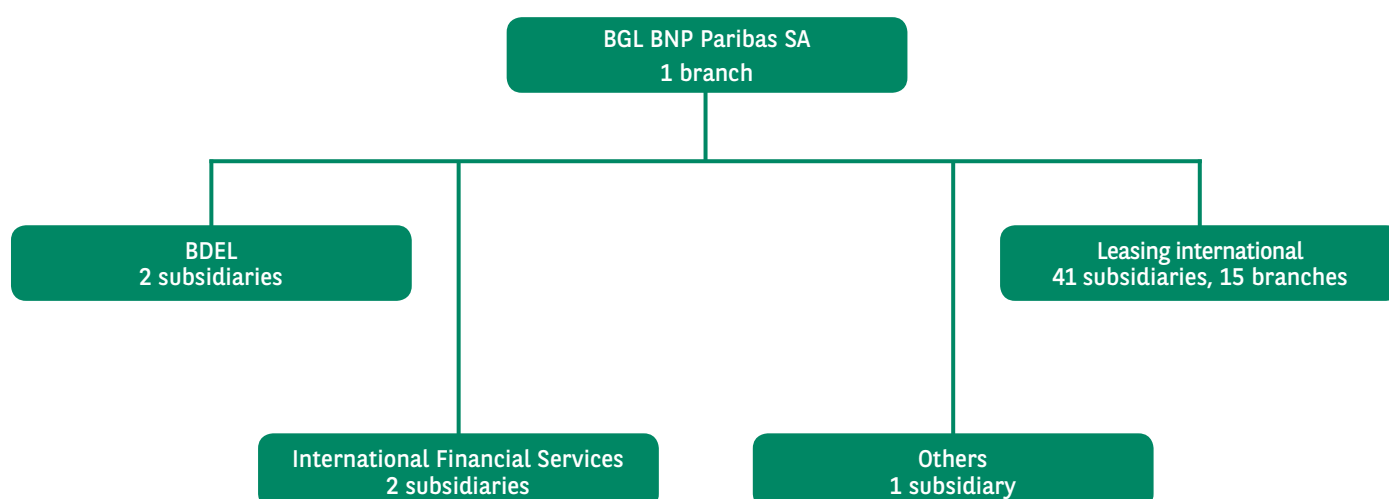 BGL BNP Paribas SA
1 branch
BDEL
2 subsidiaries
Leasing international
41 subsidiaries, 15 branches
International Financial Services
2 subsidiaries
Others
1 subsidiary